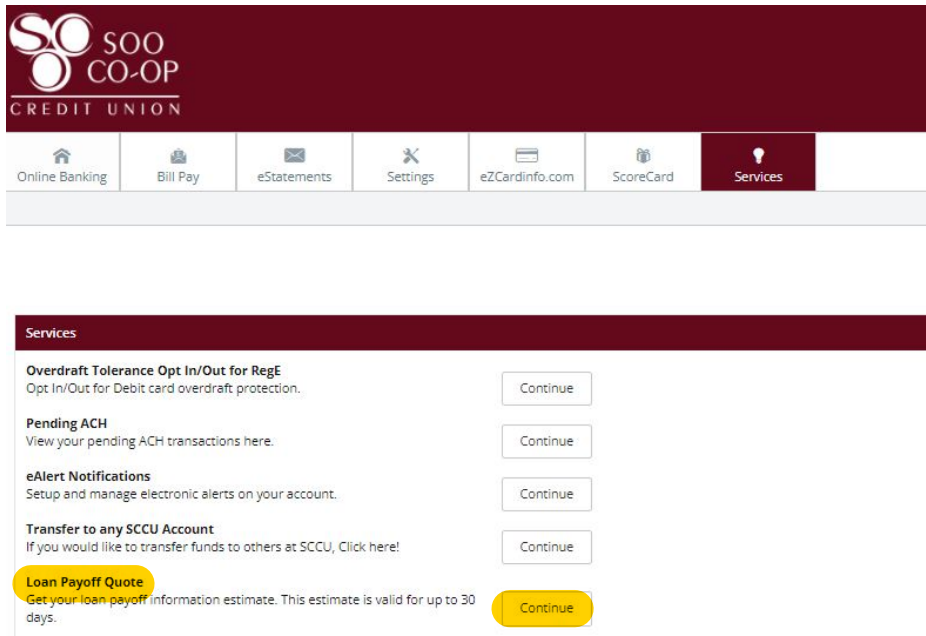 SOO
CO-OP
CREDIT UNION
Online Banking
Bill Pay
eStatements
Settings
eZCardinfo.com
ScoreCard
Services
Services
Overdraft Tolerance Opt In/Out for RegE
Opt In/Out for Debit card overdraft protection.
Continue
Pending ACH
View your pending ACH transactions here.
Continue
eAlert Notifications
Setup and manage electronic alerts on your account.
Continue
Transfer to any SCCU Account
If you would like to transfer funds to others at SCCU, Click here!
Continue
Loan Payoff Quote
Get your loan payoff information estimate. This estimate is valid for up to 30
days.
Continue